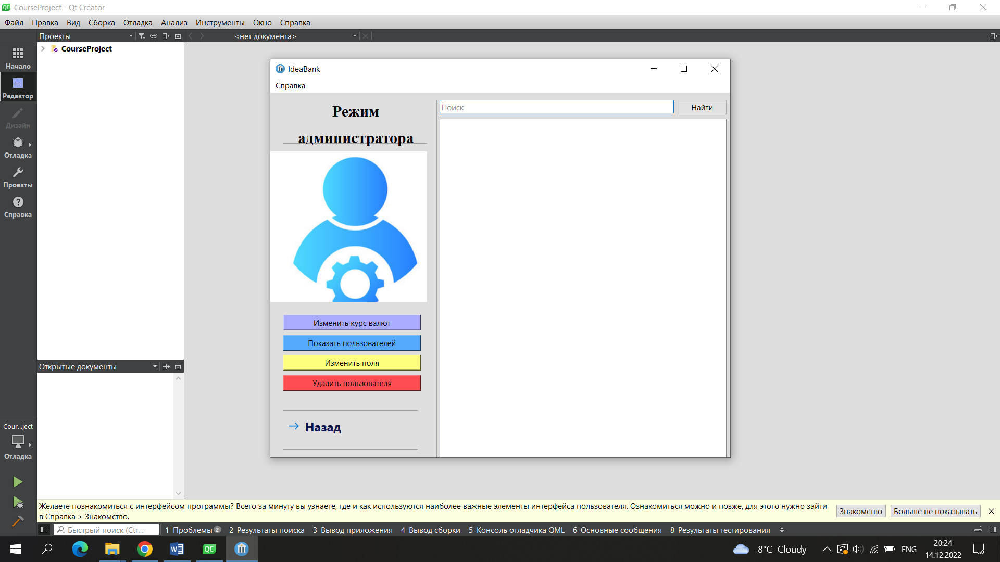 CourseProject - Qt Creator
Файл Правка Вид Сборка Отладка Анализ Инструменты Окно Справка
Проекты
<нет документа>
CourseProject
Начало
Редактор
Дизайн
Отладка
Проекты
Справка
IdeaBank
Справка
Режим
администратора
Поиск
Найти
Изменить курс валют
Показать пользователей
Изменить поля
Удалить пользователя
Назад
Открытые документы
Cour...ject
Отладка
Желаете познакомиться с интерфейсом программы? Всего за минуту вы узнаете, где и как используются наиболее важные элементы интерфейса пользователя. Ознакомиться можно и позже, для этого нужно зайти
в Справка > Знакомство.
Знакомство
Больше не показывать
Быстрый поиск (Ctr...
1 Проблемы 2 2 Результаты поиска 3 Вывод приложения 4 Вывод сборки 5 Консоль отладчика QML 6 Основные сообщения 8 Результаты тестирования
-8°C Cloudy
ENG
20:24
14.12.2022